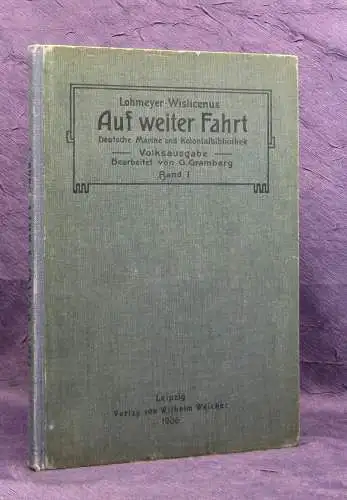 Lohmeyer-Wislicenus
Auf weiter Fahrt
Deutsche Marine und Kolonialbibliothek
Volksausgabe
Bearbeitet von G. Gramberg
Band I
Leipzig
Verlag von Wilhelm Weicher
1906